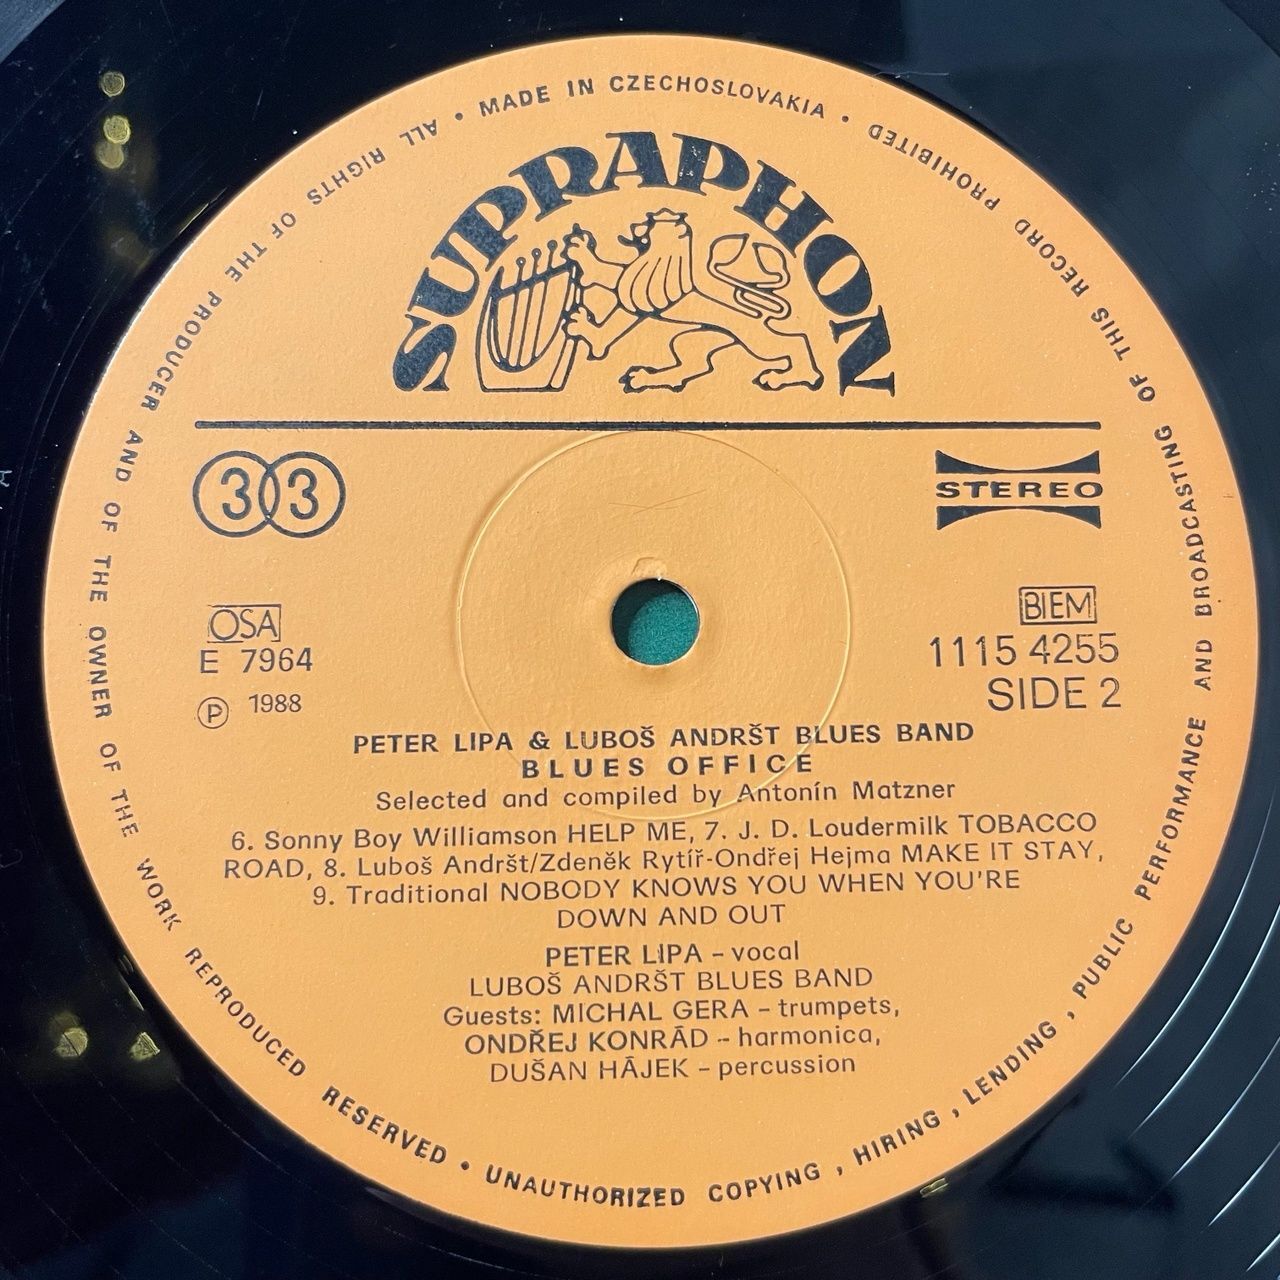 • MADE IN CZECHOSLOVAKIA •
ALL RIGHTS OF THE PRODUCER AND OF THE OWNER OF THE WORK REPRODUCED RESERVED • UNAUTHORIZED COPYING , HIRING , LENDING , PUBLIC PERFORMANCE AND BROADCASTING OF THIS RECORD PROHIBITED
SUPRAPHON
33
STEREO
OSA
E 7964
Ⓟ 1988
BIEM
1115 4255
SIDE 2
PETER LIPA & LUBOŠ ANDRŠT BLUES BAND
BLUES OFFICE
Selected and compiled by Antonín Matzner
6. Sonny Boy Williamson HELP ME, 7. J. D. Loudermilk TOBACCO
ROAD, 8. Luboš Andršt/Zdeněk Rytíř-Ondřej Hejma MAKE IT STAY,
9. Traditional NOBODY KNOWS YOU WHEN YOU'RE
DOWN AND OUT
PETER LIPA – vocal
LUBOŠ ANDRŠT BLUES BAND
Guests: MICHAL GERA – trumpets,
ONDŘEJ KONRÁD – harmonica,
DUŠAN HÁJEK – percussion